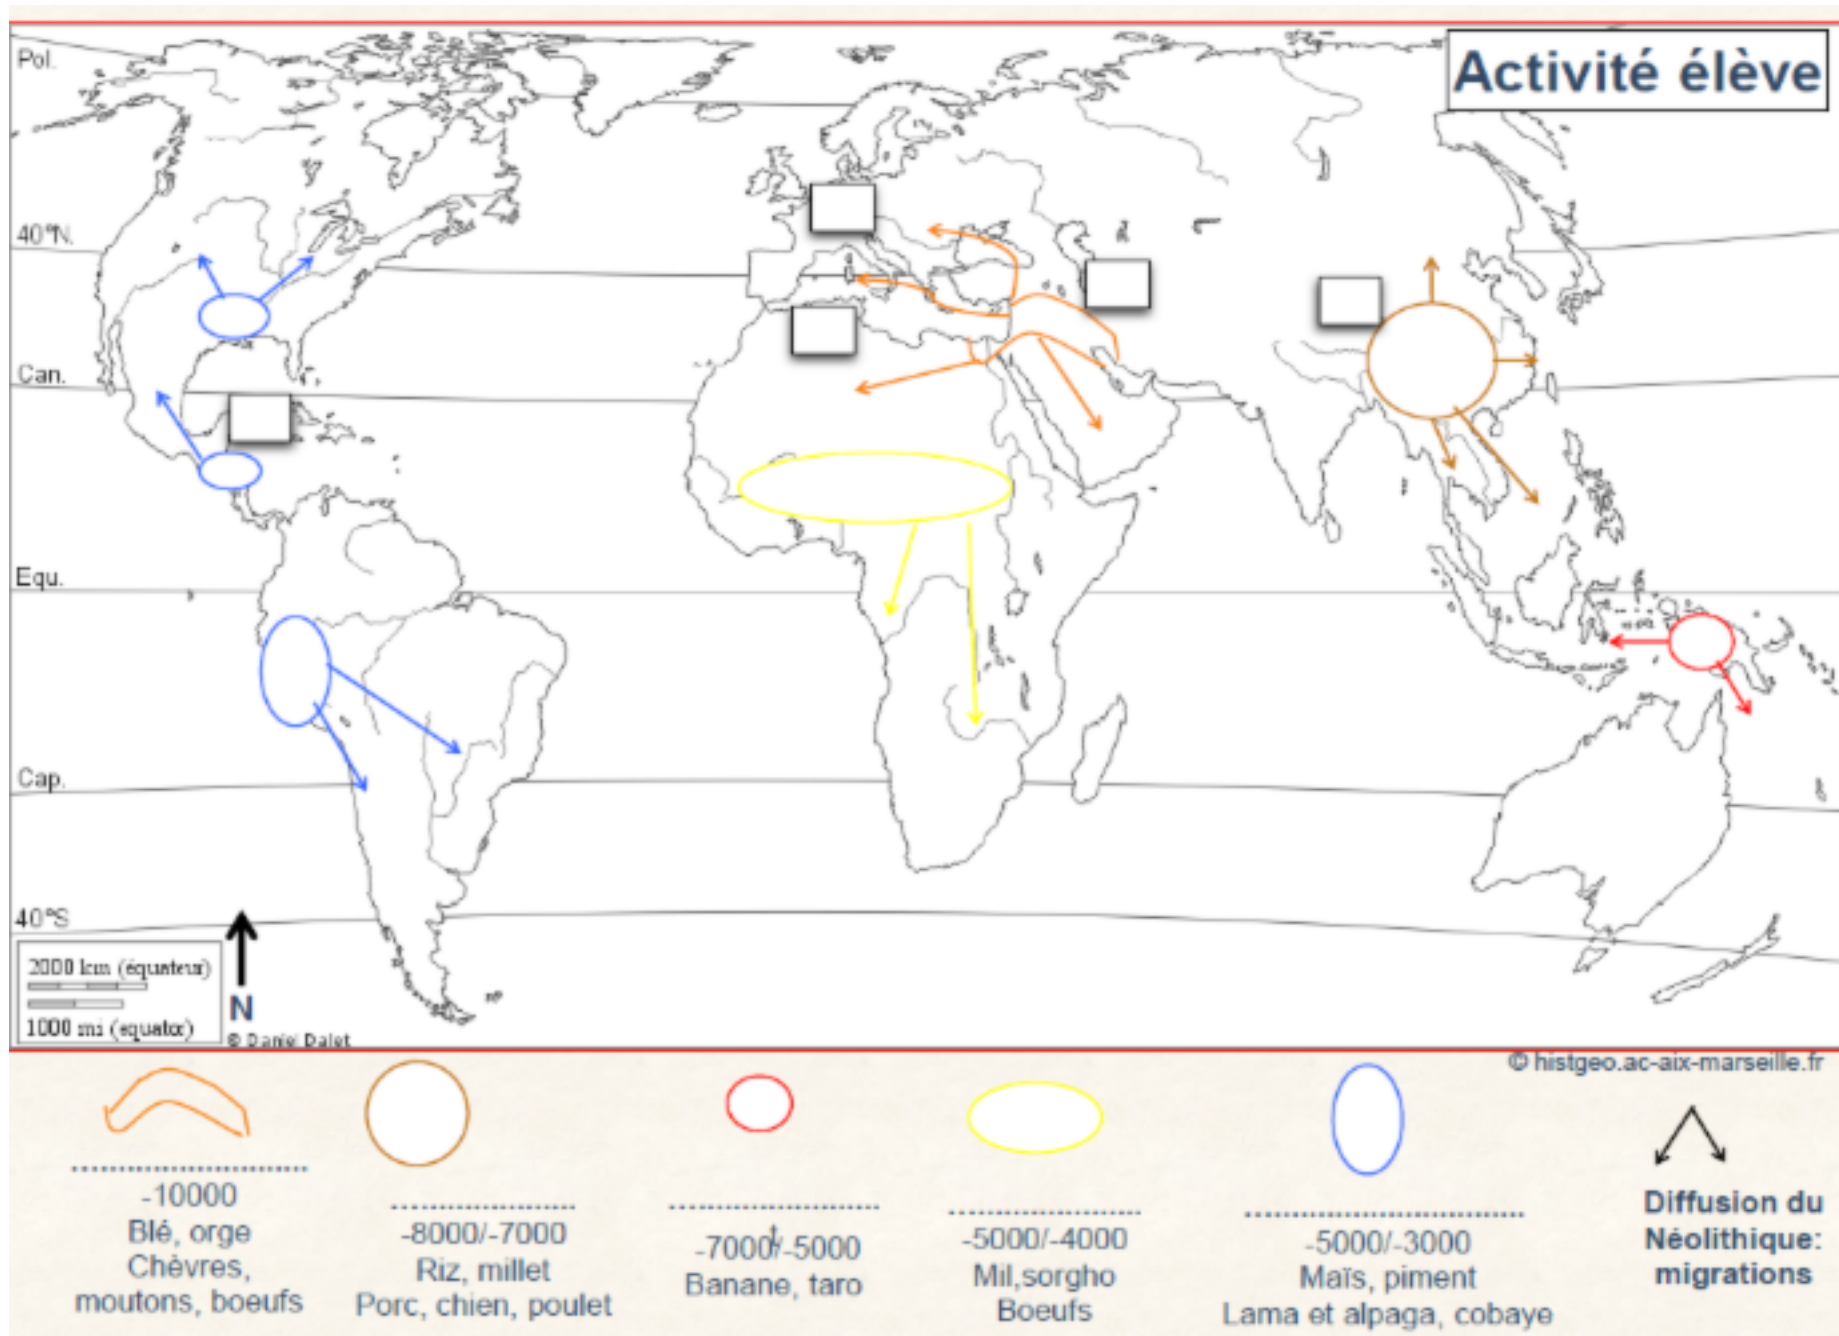 Activité élève
Pol.
40°N.
Can.
Equ.
Cap.
40°S
2000 km (équateur)
1000 mi (equator)
N
© Daniel Dalet
© histgeo.ac-aix-marseille.fr
-10000
Blé, orge
Chèvres,
moutons, boeufs
-8000/-7000
Riz, millet
Porc, chien, poulet
-7000/-5000
Banane, taro
-5000/-4000
Mil,sorgho
Boeufs
-5000/-3000
Maïs, piment
Lama et alpaga, cobaye
Diffusion du
Néolithique:
migrations